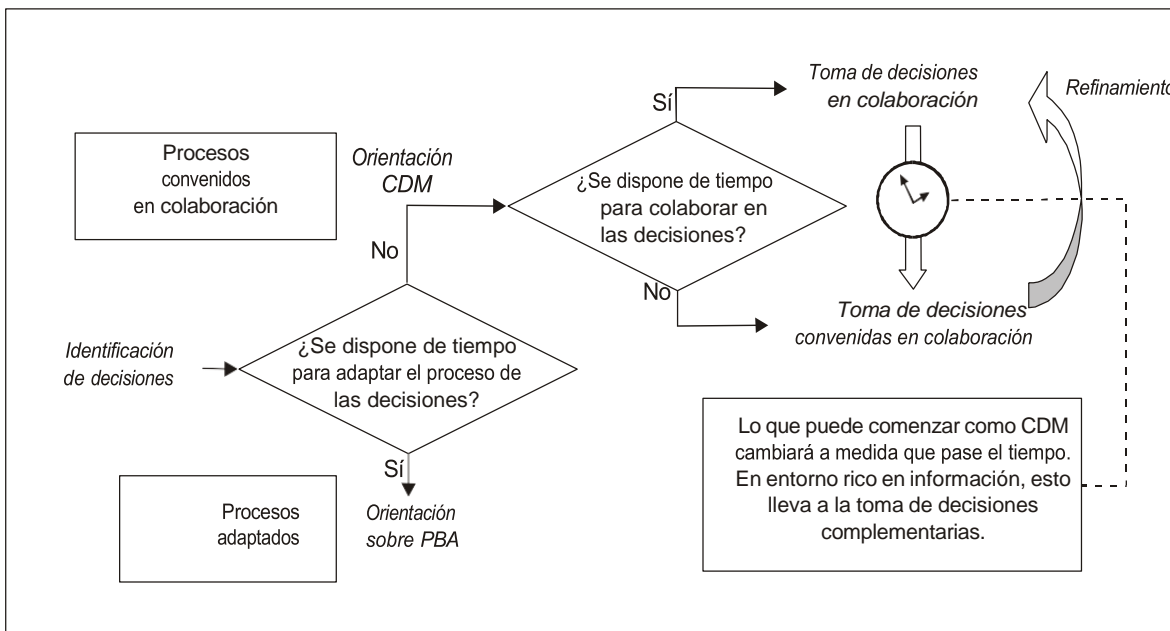 Toma de decisiones
en colaboración
Refinamiento
Sí
Procesos
convenidos
en colaboración
Orientación
CDM
¿Se dispone de tiempo
para colaborar en
las decisiones?
No
No
Toma de decisiones
convenidas en colaboración
Identificación
de decisiones
¿Se dispone de tiempo
para adaptar el proceso de
las decisiones?
Lo que puede comenzar como CDM
cambiará a medida que pase el tiempo.
En entorno rico en información, esto
lleva a la toma de decisiones
complementarias.
Sí
Procesos
adaptados
Orientación
sobre PBA